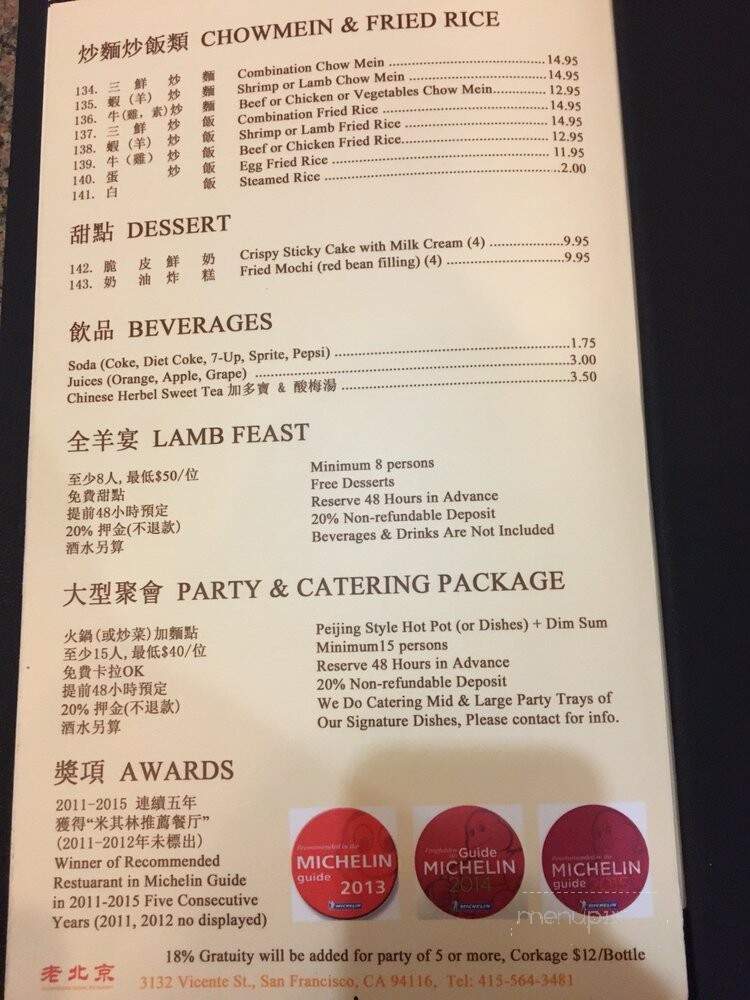 炒麵炒飯類 CHOWMEIN & FRIED RICE
134. 三 鮮 炒 麵 Combination Chow Mein 14.95
135. 蝦 (羊) 炒 麵 Shrimp or Lamb Chow Mein 14.95
136. 牛(雞, 素)炒 麵 Beef or Chicken or Vegetables Chow Mein 12.95
137. 三 鮮 炒 飯 Combination Fried Rice 14.95
138. 蝦 (羊) 炒 飯 Shrimp or Lamb Fried Rice 14.95
139. 牛 (雞) 炒 飯 Beef or Chicken Fried Rice 12.95
140. 蛋 炒 飯 Egg Fried Rice 11.95
141. 白 飯 Steamed Rice 2.00
甜點 DESSERT
142. 脆 皮 鮮 奶 Crispy Sticky Cake with Milk Cream (4) 9.95
143. 奶 油 炸 糕 Fried Mochi (red bean filling) (4) 9.95
飲品 BEVERAGES
Soda (Coke, Diet Coke, 7-Up, Sprite, Pepsi) 1.75
Juices (Orange, Apple, Grape) 3.00
Chinese Herbel Sweet Tea 加多寶 & 酸梅湯 3.50
全羊宴 LAMB FEAST
至少8人, 最低$50/位
免費甜點
提前48小時預定
20% 押金(不退款)
酒水另算
Minimum 8 persons
Free Desserts
Reserve 48 Hours in Advance
20% Non-refundable Deposit
Beverages & Drinks Are Not Included
大型聚會 PARTY & CATERING PACKAGE
火鍋(或炒菜)加麵點
至少15人, 最低$40/位
免費卡拉OK
提前48小時預定
20% 押金(不退款)
酒水另算
Peijing Style Hot Pot (or Dishes) + Dim Sum
Minimum15 persons
Reserve 48 Hours in Advance
20% Non-refundable Deposit
We Do Catering Mid & Large Party Trays of
Our Signature Dishes, Please contact for info.
獎項 AWARDS
2011-2015 連續五年
獲得"米其林推薦餐厅"
(2011-2012年未標出)
Winner of Recommended
Restuarant in Michelin Guide
in 2011-2015 Five Consecutive
Years (2011, 2012 no displayed)
Recommended in the
MICHELIN
guide 2013
MICHELIN
Guide
MICHELIN
2014
MICHELIN
MICHELIN
guide 2015
MICHELIN
menupix
18% Gratuity will be added for party of 5 or more, Corkage $12/Bottle
老北京
3132 Vicente St., San Francisco, CA 94116, Tel: 415-564-3481